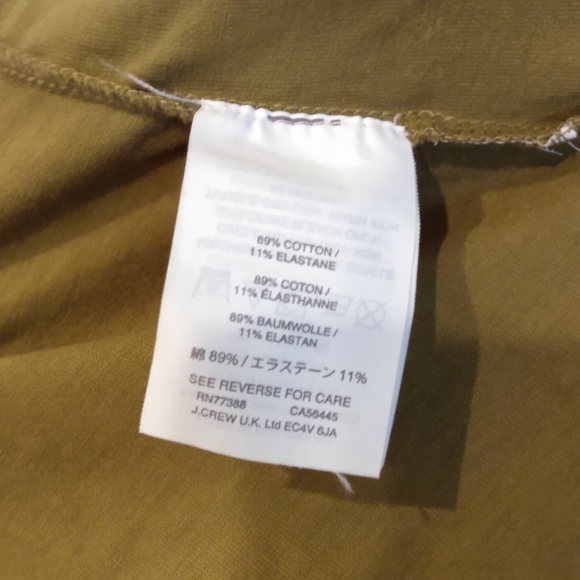 89% COTTON /
11% ELASTANE
89% COTON /
11% ÉLASTHANNE
89% BAUMWOLLE /
11% ELASTAN
綿 89% / エラステーン 11%
SEE REVERSE FOR CARE
RN77388 CA56445
J.CREW U.K. Ltd EC4V 6JA